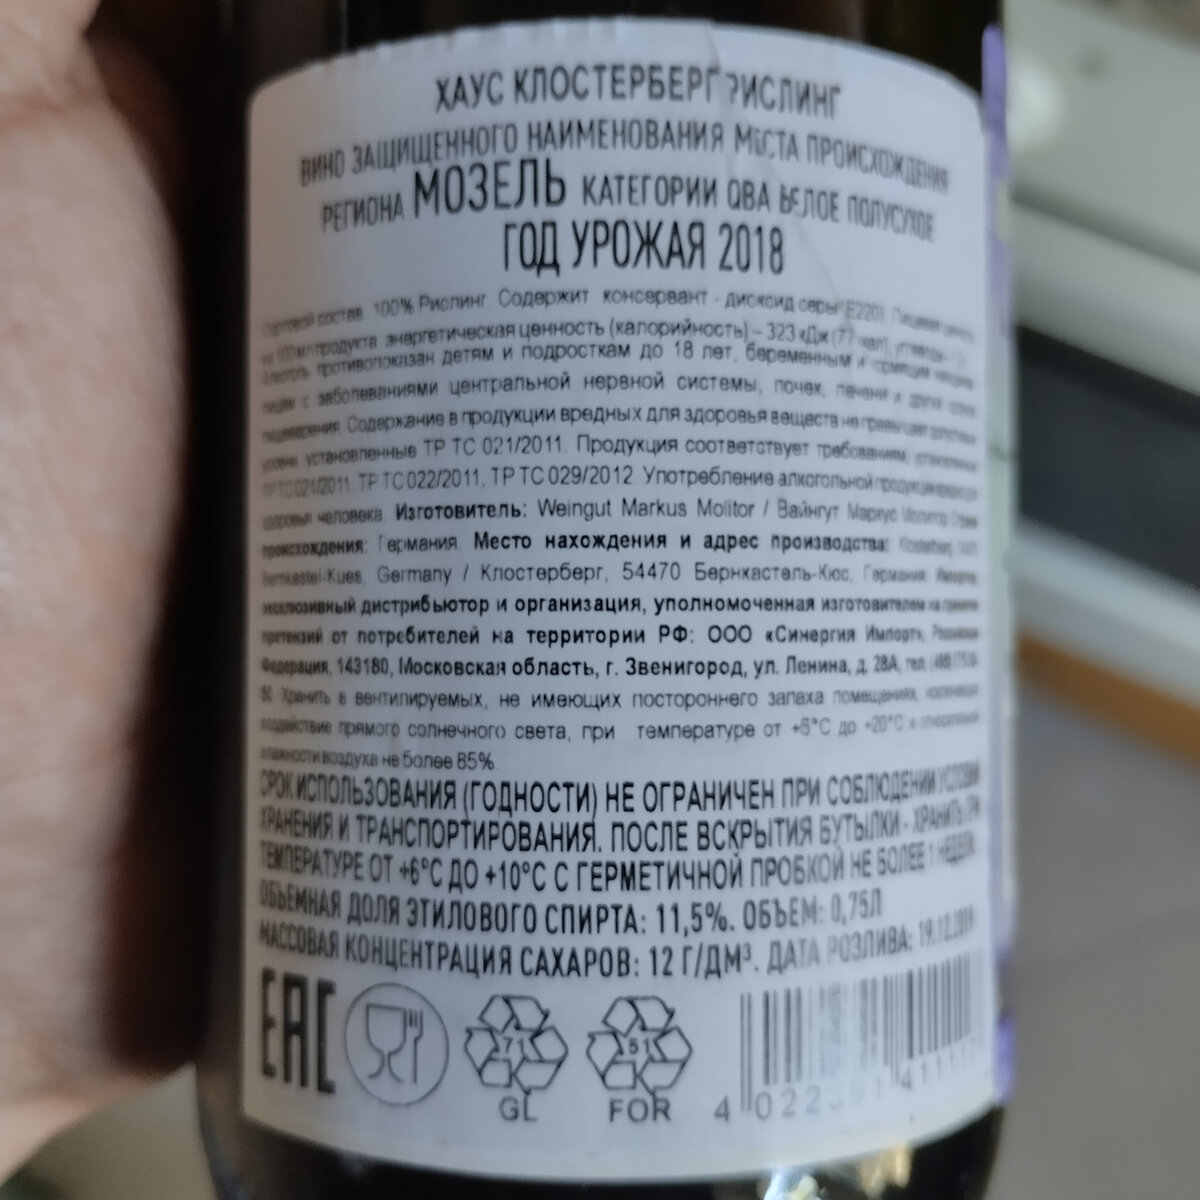 ХАУС КЛОСТЕРБЕРГ РИСЛИНГ
ВИНО ЗАЩИЩЕННОГО НАИМЕНОВАНИЯ МЕСТА ПРОИСХОЖДЕНИЯ
РЕГИОНА МОЗЕЛЬ КАТЕГОРИИ QBA БЕЛОЕ ПОЛУСУХОЕ
ГОД УРОЖАЯ 2018
Сортовой состав: 100% Рислинг. Содержит консервант - диоксид серы (Е220). Пищевая ценность
на 100 мл продукта: энергетическая ценность (калорийность) – 323 кДж (77 ккал), углеводы
Алкоголь противопоказан детям и подросткам до 18 лет, беременным и кормящим женщинам,
лицам с заболеваниями центральной нервной системы, почек, печени и других органов
пищеварения. Содержание в продукции вредных для здоровья веществ не превышает допустимые
уровни, установленные ТР ТС 021/2011. Продукция соответствует требованиям, установленным
ТР ТС 021/2011, ТР ТС 022/2011, ТР ТС 029/2012. Употребление алкогольной продукции вредно для
здоровья человека. Изготовитель: Weingut Markus Molitor / Вайнгут Маркус Молитор. Страна
происхождения: Германия. Место нахождения и адрес производства: Klosterberg, 54470
Bernkastel-Kues, Germany / Клостерберг, 54470 Бернкастель-Кюс, Германия. Импортер,
эксклюзивный дистрибьютор и организация, уполномоченная изготовителем на принятие
претензий от потребителей на территории РФ: ООО «Синергия Импорт», Российская
Федерация, 143180, Московская область, г. Звенигород, ул. Ленина, д. 28А, тел.
Хранить в вентилируемых, не имеющих постороннего запаха помещениях, исключающих
воздействие прямого солнечного света, при температуре от +5°С до +20°С и относительной
влажности воздуха не более 85%.
СРОК ИСПОЛЬЗОВАНИЯ (ГОДНОСТИ) НЕ ОГРАНИЧЕН ПРИ СОБЛЮДЕНИИ УСЛОВИЙ
ХРАНЕНИЯ И ТРАНСПОРТИРОВАНИЯ. ПОСЛЕ ВСКРЫТИЯ БУТЫЛКИ - ХРАНИТЬ ПРИ
ТЕМПЕРАТУРЕ ОТ +6°С ДО +10°С С ГЕРМЕТИЧНОЙ ПРОБКОЙ НЕ БОЛЕЕ 1 НЕДЕЛИ.
ОБЪЕМНАЯ ДОЛЯ ЭТИЛОВОГО СПИРТА: 11,5%. ОБЪЕМ: 0,75Л
МАССОВАЯ КОНЦЕНТРАЦИЯ САХАРОВ: 12 Г/ДМ³. ДАТА РОЗЛИВА: 19.12.2019
EAC
71 51
GL FOR